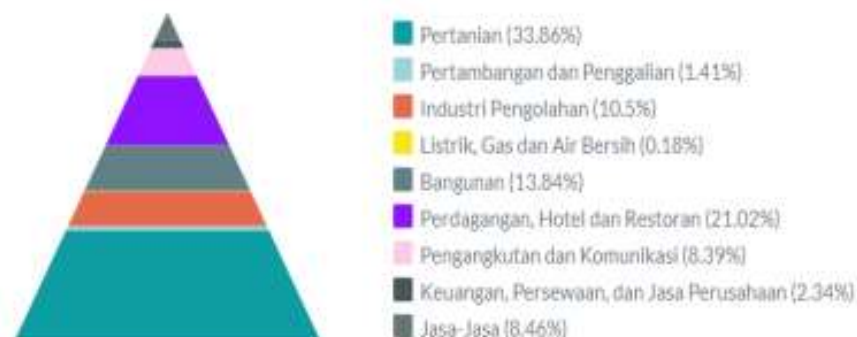 Pertanian (33.86%)
Pertambangan dan Penggalian (1.41%)
Industri Pengolahan (10.5%)
Listrik, Gas dan Air Bersih (0.18%)
Bangunan (13.84%)
Perdagangan, Hotel dan Restoran (21.02%)
Pengangkutan dan Komunikasi (8.39%)
Keuangan, Persewaan, dan Jasa Perusahaan (2.34%)
Jasa-Jasa (8.46%)